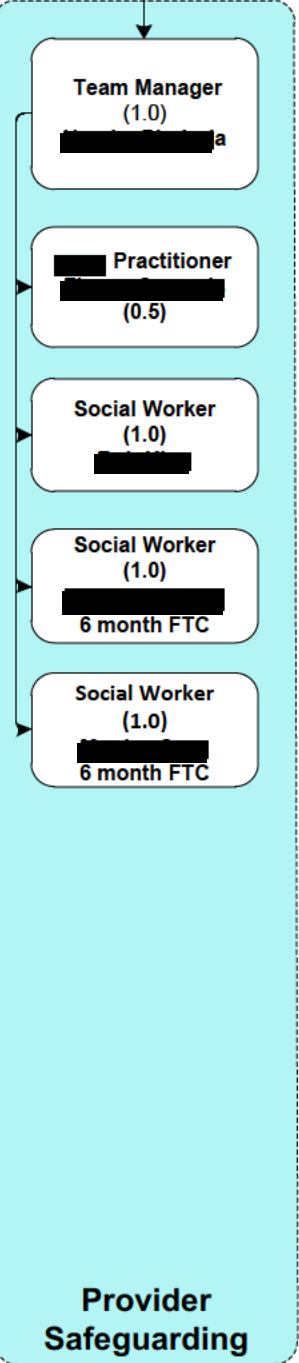 Team Manager
(1.0)
Practitioner
(0.5)
Social Worker
(1.0)
Social Worker
(1.0)
6 month FTC
Social Worker
(1.0)
6 month FTC
Provider
Safeguarding